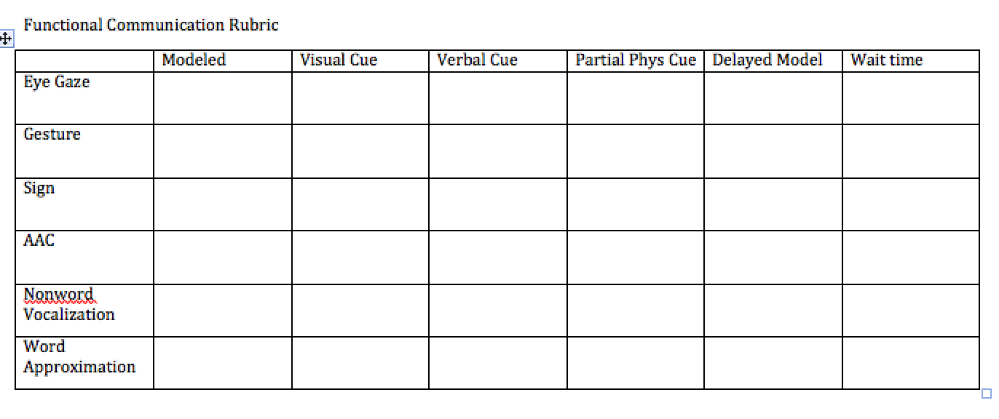 Functional Communication Rubric
Modeled Visual Cue Verbal Cue Partial Phys Cue Delayed Model Wait time
Eye Gaze
Gesture
Sign
AAC
Nonword
Vocalization
Word
Approximation